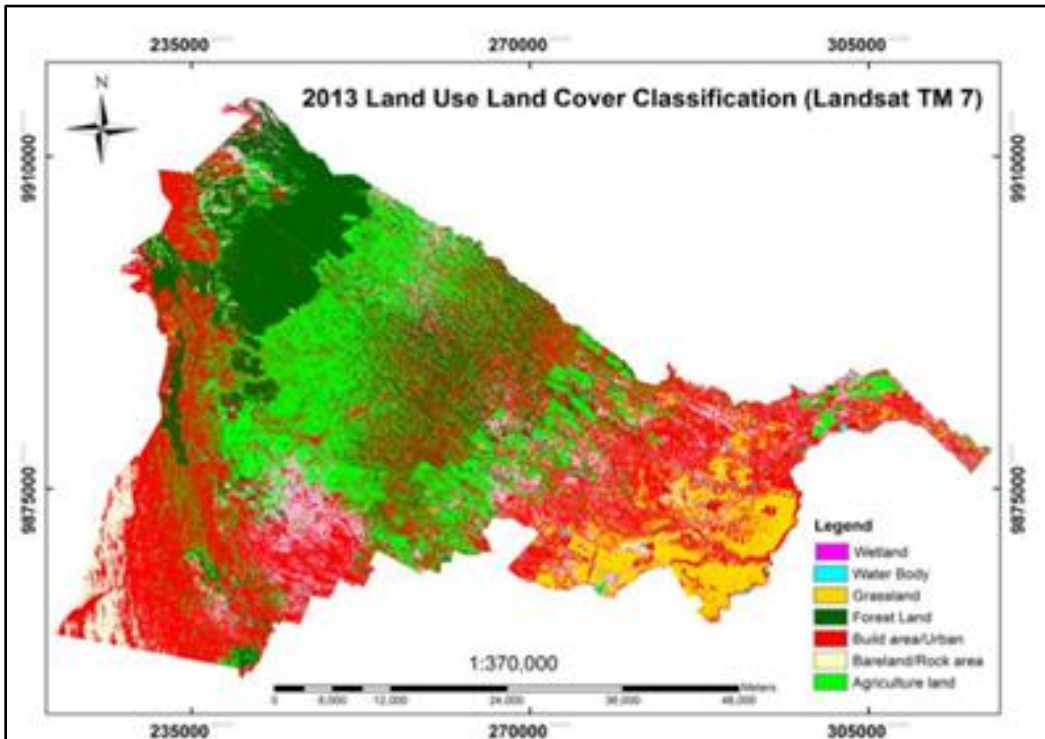 235000 270000 305000
N
2013 Land Use Land Cover Classification (Landsat TM 7)
9910000 9910000
9875000 9875000
Legend
Wetland
Water Body
Grassland
Forest Land
Build area/Urban
Bareland/Rock area
Agriculture land
1:370,000
Meters
0 6,000 12,000 24,000 36,000 48,000
235000 270000 305000